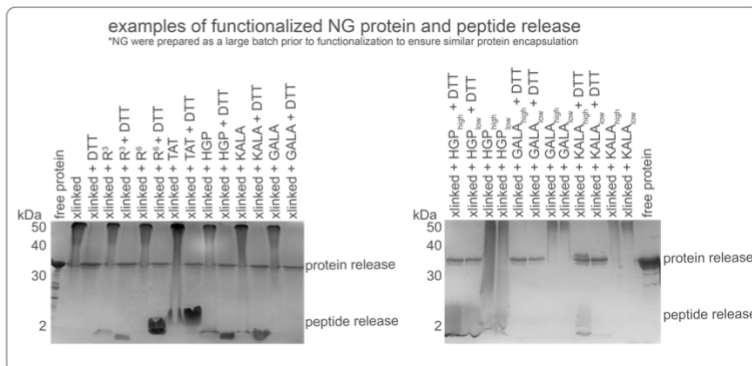 examples of functionalized NG protein and peptide release
*NG were prepared as a large batch prior to functionalization to ensure similar protein encapsulation
free protein
xlinked
xlinked + DTT
xlinked + R³
xlinked + R³ + DTT
xlinked + R⁶
xlinked + R⁶ + DTT
xlinked + TAT
xlinked + TAT + DTT
xlinked + HGP
xlinked + HGP + DTT
xlinked + KALA
xlinked + KALA + DTT
xlinked + GALA
xlinked + GALA + DTT
kDa
50
40
30
2
protein release
peptide release
xlinked + HGPhigh + DTT
xlinked + HGPlow + DTT
xlinked + HGPhigh
xlinked + HGPlow
xlinked + GALAhigh + DTT
xlinked + GALAlow + DTT
xlinked + GALAhigh
xlinked + GALAlow
xlinked + KALAhigh + DTT
xlinked + KALAlow + DTT
xlinked + KALAhigh
xlinked + KALAlow
free protein
kDa
50
40
30
2
protein release
peptide release